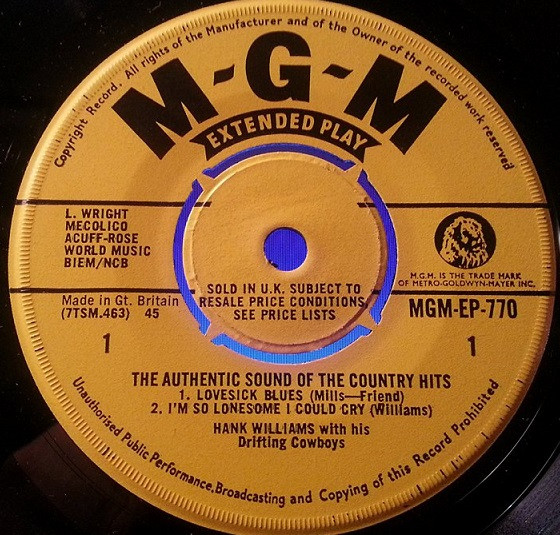 Copyright Record. All rights of the Manufacturer and of the Owner of the recorded work reserved
M-G-M
EXTENDED PLAY
L. WRIGHT
MECOLICO
ACUFF-ROSE
WORLD MUSIC
BIEM/NCB
M.G.M. IS THE TRADE MARK
OF METRO-GOLDWYN-MAYER INC.
Made in Gt. Britain
(7TSM.463) 45
SOLD IN U.K. SUBJECT TO
RESALE PRICE CONDITIONS,
SEE PRICE LISTS
MGM-EP-770
1
1
THE AUTHENTIC SOUND OF THE COUNTRY HITS
1. LOVESICK BLUES (Mills—Friend)
2. I'M SO LONESOME I COULD CRY (Williams)
HANK WILLIAMS with his
Drifting Cowboys
Unauthorised Public Performance, Broadcasting and Copying of this Record Prohibited